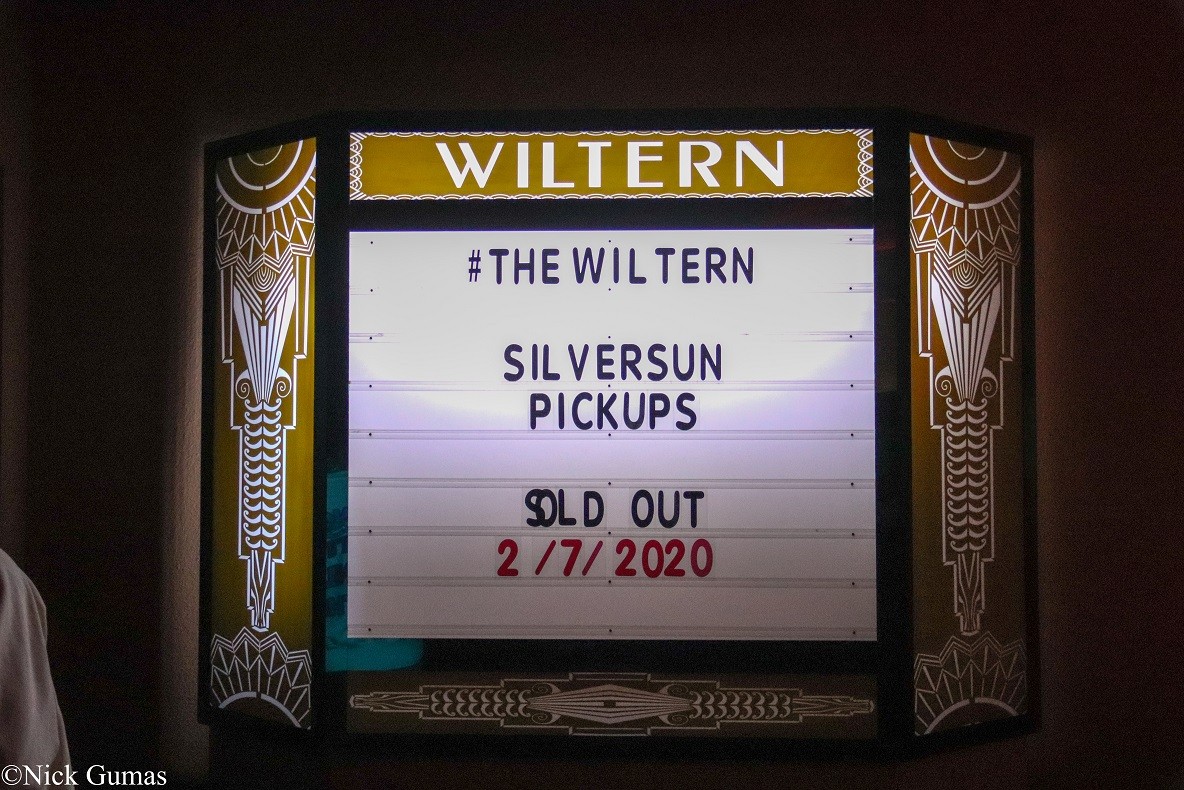 WILTERN
#THEWILTERN
SILVERSUN
PICKUPS
SOLD OUT
2/7/2020
©Nick Gumas